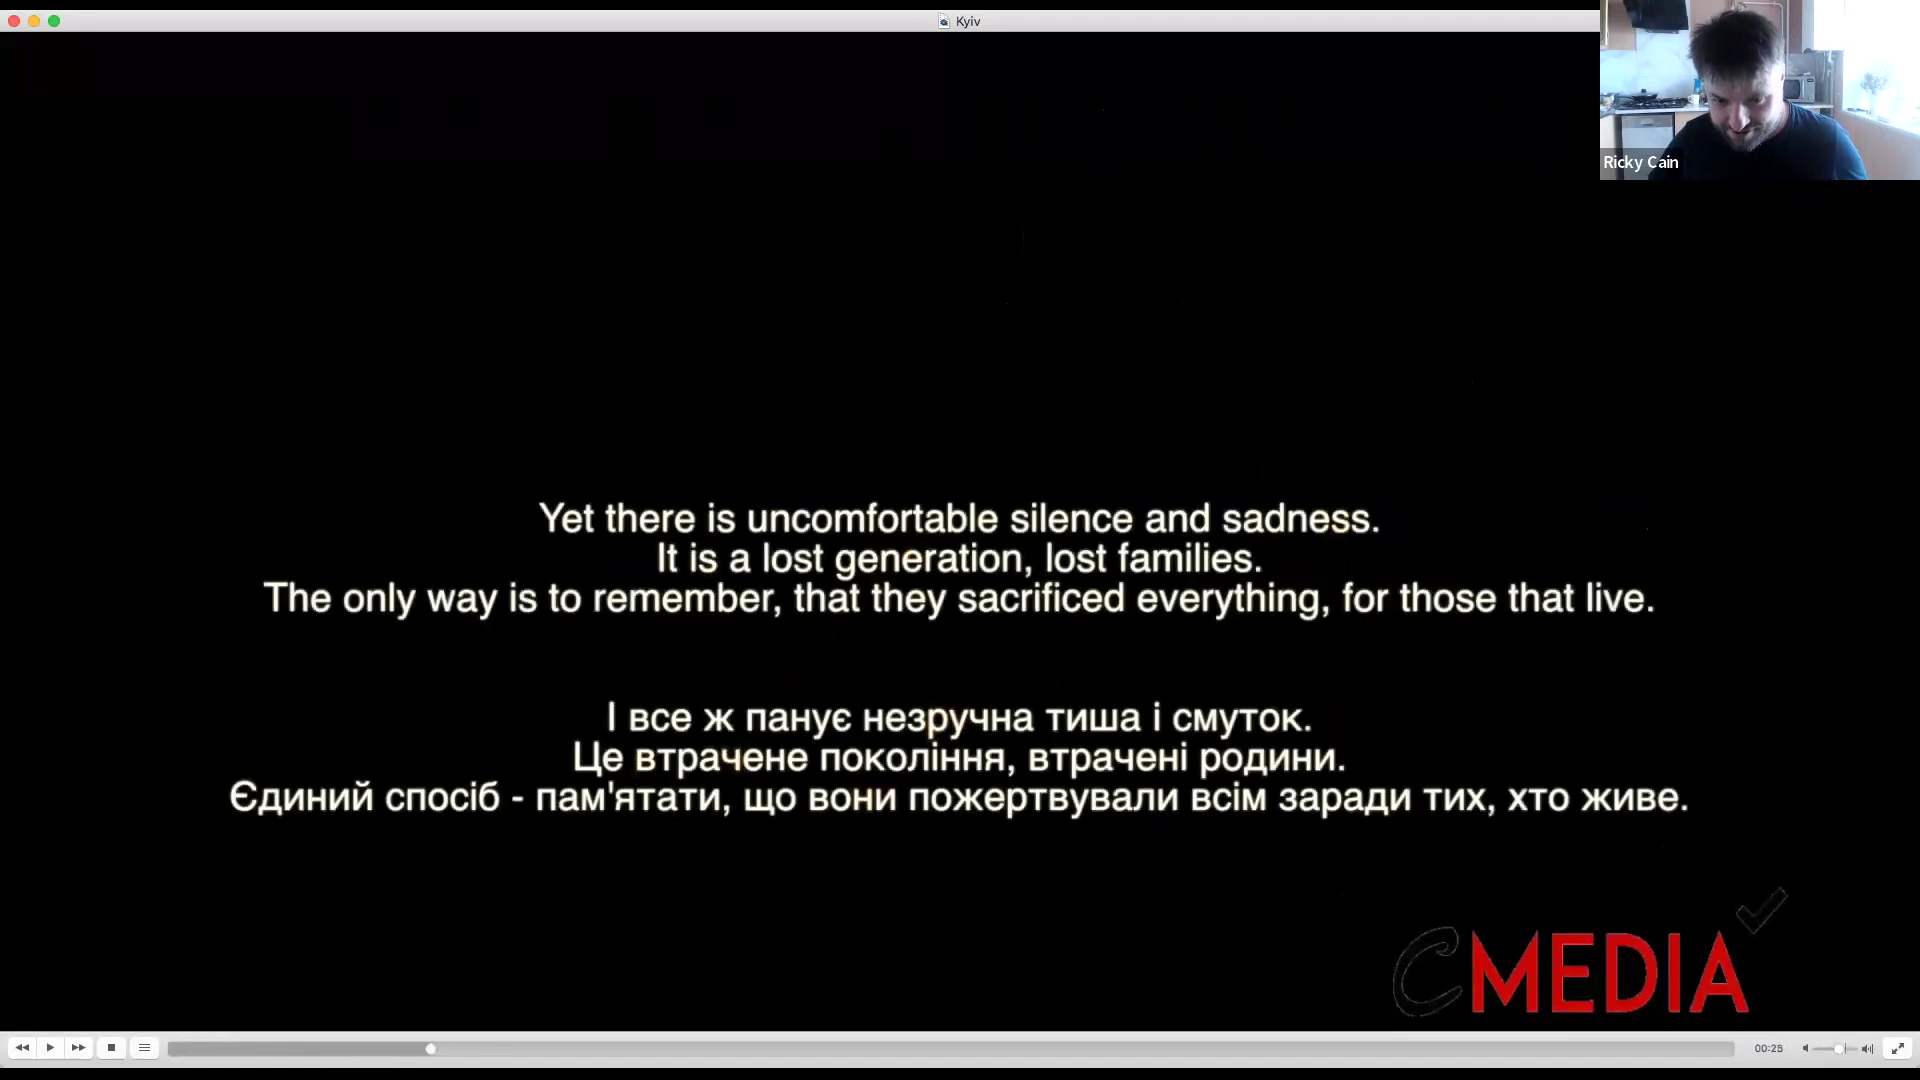 Kyiv
Ricky Cain
Yet there is uncomfortable silence and sadness.
It is a lost generation, lost families.
The only way is to remember, that they sacrificed everything, for those that live.
І все ж панує незручна тиша і смуток.
Це втрачене покоління, втрачені родини.
Єдиний спосіб - пам'ятати, що вони пожертвували всім заради тих, хто живе.
CMEDIA
00:25